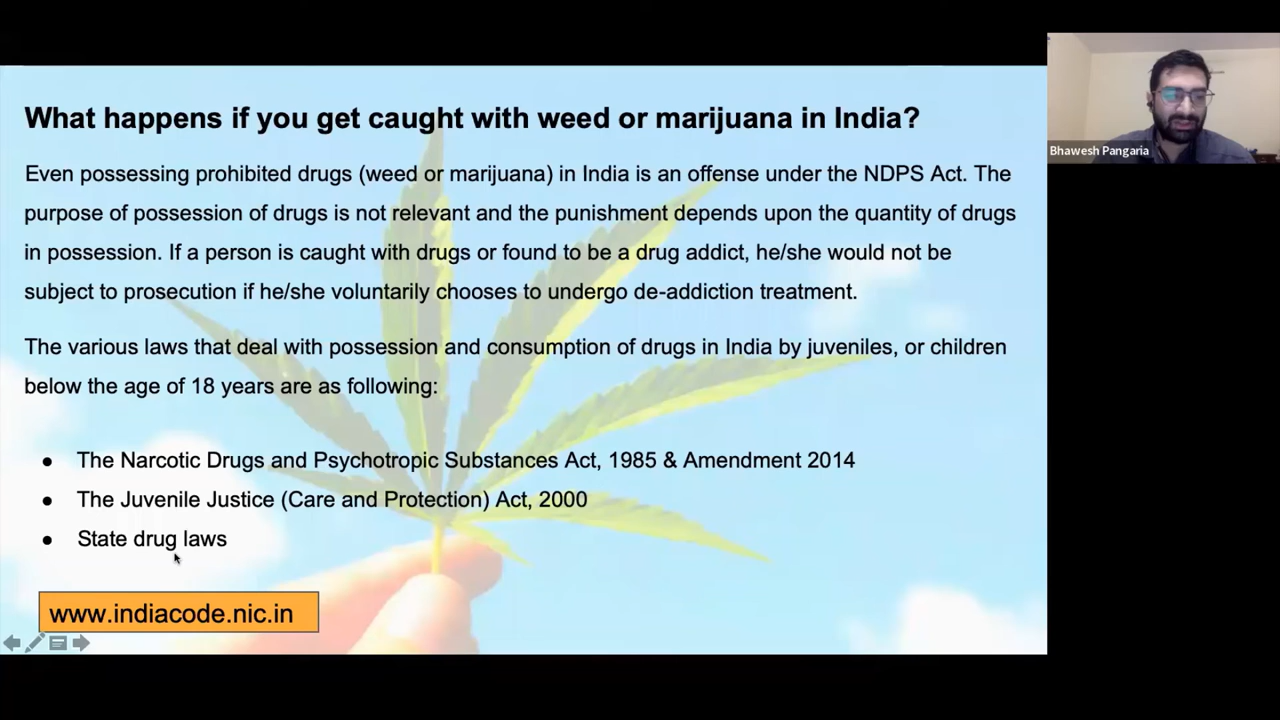 What happens if you get caught with weed or marijuana in India?
Even possessing prohibited drugs (weed or marijuana) in India is an offense under the NDPS Act. The
purpose of possession of drugs is not relevant and the punishment depends upon the quantity of drugs
in possession. If a person is caught with drugs or found to be a drug addict, he/she would not be
subject to prosecution if he/she voluntarily chooses to undergo de-addiction treatment.
The various laws that deal with possession and consumption of drugs in India by juveniles, or children
below the age of 18 years are as following:
● The Narcotic Drugs and Psychotropic Substances Act, 1985 & Amendment 2014
● The Juvenile Justice (Care and Protection) Act, 2000
● State drug laws
www.indiacode.nic.in
Bhawesh Pangaria